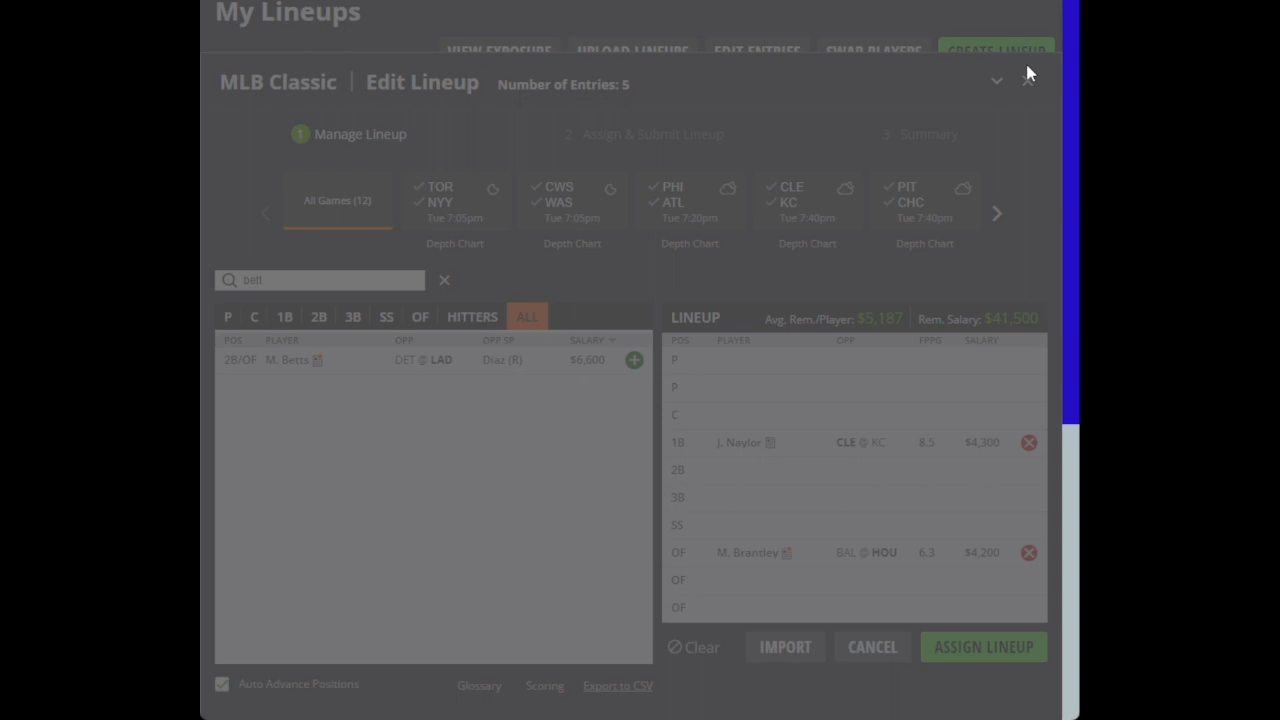 My Lineups
VIEW EXPOSURE UPLOAD LINEUPS EDIT ENTRIES SWAP PLAYERS CREATE LINEUP
MLB Classic | Edit Lineup Number of Entries: 5
1 Manage Lineup 2 Assign & Submit Lineup 3 Summary
All Games (12)
TOR
NYY
Tue 7:05pm
Depth Chart
CWS
WAS
Tue 7:05pm
Depth Chart
PHI
ATL
Tue 7:20pm
Depth Chart
CLE
KC
Tue 7:40pm
Depth Chart
PIT
CHC
Tue 7:40pm
Depth Chart
bett
P C 1B 2B 3B SS OF HITTERS ALL
POS PLAYER OPP OPP SP SALARY
2B/OF M. Betts DET @ LAD Diaz (R) $6,600
LINEUP Avg. Rem./Player: $5,187 Rem. Salary: $41,500
POS PLAYER OPP FPPG SALARY
P
P
C
1B J. Naylor CLE @ KC 8.5 $4,300
2B
3B
SS
OF M. Brantley BAL @ HOU 6.3 $4,200
OF
OF
Clear IMPORT CANCEL ASSIGN LINEUP
Auto Advance Positions Glossary Scoring Export to CSV